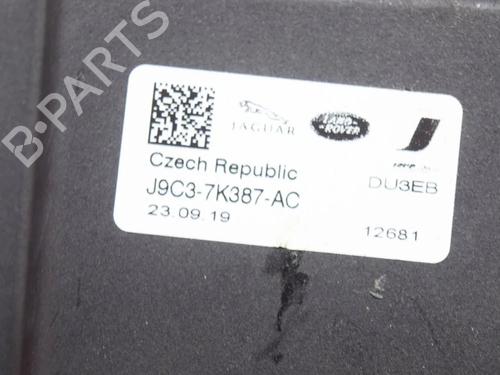 B-PARTS
JAGUAR
LAND
ROVER
Czech Republic
DU3EB
J9C3-7K387-AC
23.09.19
12681